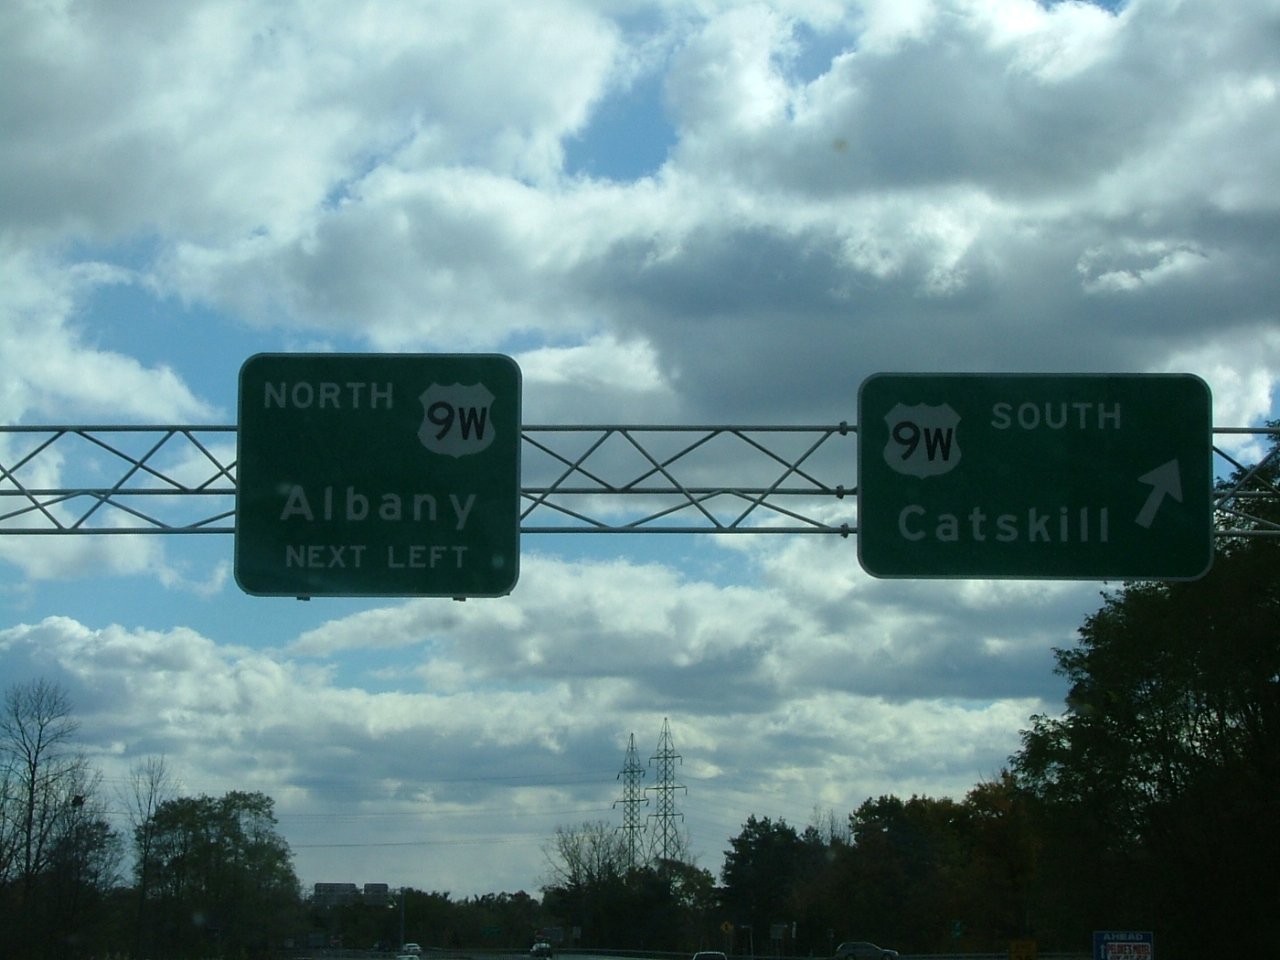 NORTH 9W
Albany
NEXT LEFT
9W SOUTH
Catskill
AHEAD